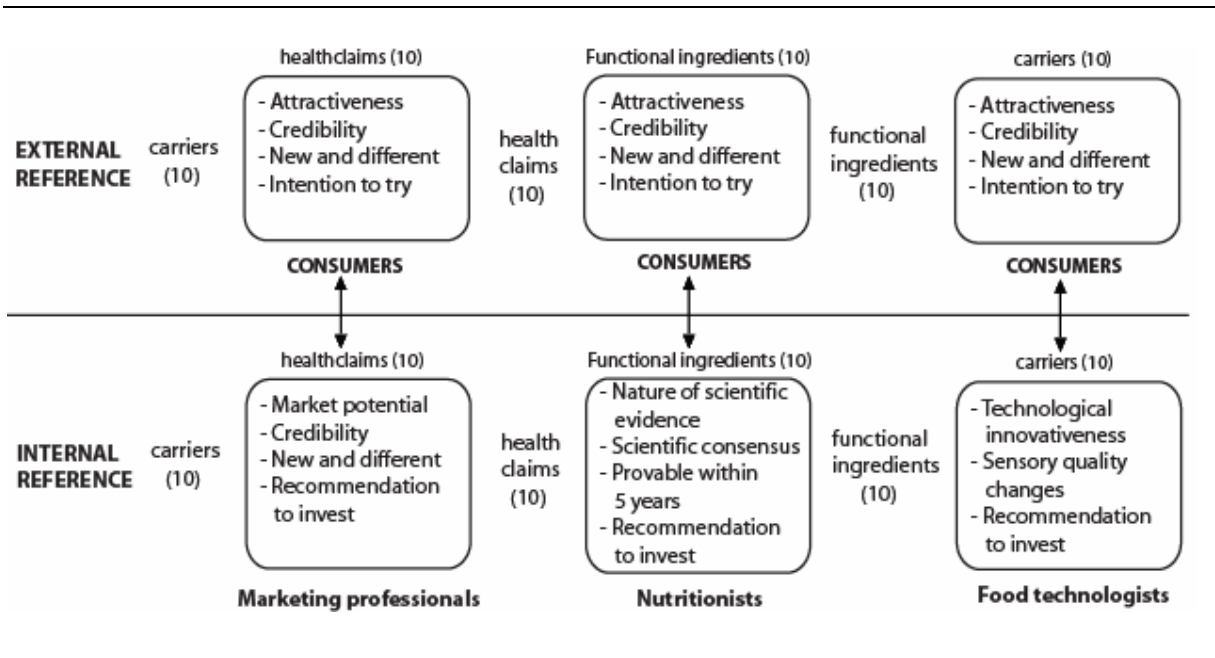 healthclaims (10)
Functional ingredients (10)
carriers (10)
EXTERNAL
REFERENCE
carriers
(10)
- Attractiveness
- Credibility
- New and different
- Intention to try
health
claims
(10)
- Attractiveness
- Credibility
- New and different
- Intention to try
functional
ingredients
(10)
- Attractiveness
- Credibility
- New and different
- Intention to try
CONSUMERS
CONSUMERS
CONSUMERS
healthclaims (10)
Functional ingredients (10)
carriers (10)
INTERNAL
REFERENCE
carriers
(10)
- Market potential
- Credibility
- New and different
- Recommendation
to invest
health
claims
(10)
- Nature of scientific
evidence
- Scientific consensus
- Provable within
5 years
- Recommendation
to invest
functional
ingredients
(10)
- Technological
innovativeness
- Sensory quality
changes
- Recommendation
to invest
Marketing professionals
Nutritionists
Food technologists